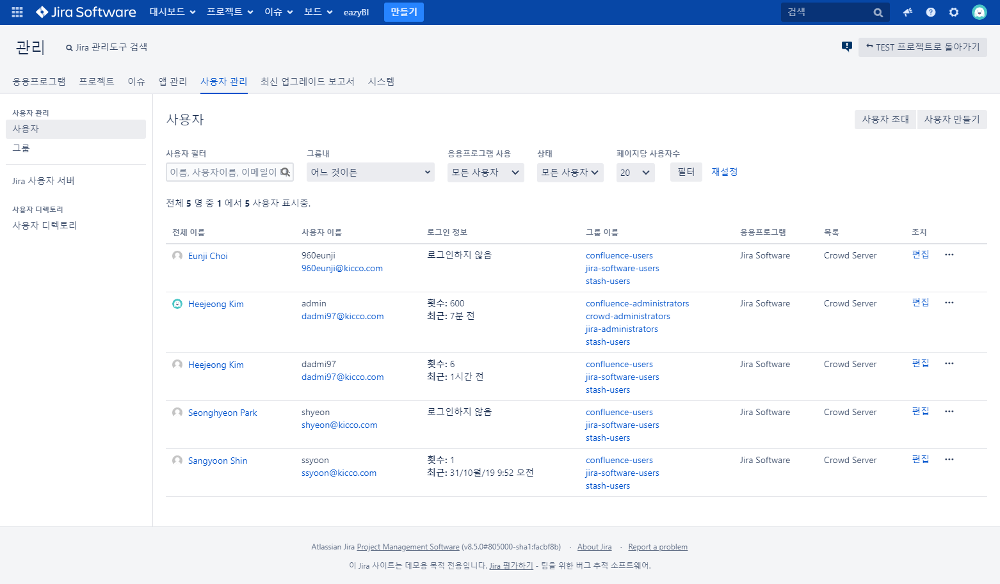 Jira Software 대시보드 프로젝트 이슈 보드 eazyBI 만들기 검색
관리 Jira 관리도구 검색 TEST 프로젝트로 돌아가기
응용프로그램 프로젝트 이슈 앱 관리 사용자 관리 최신 업그레이드 보고서 시스템
사용자 관리
사용자
그룹
Jira 사용자 서버
사용자 디렉토리
사용자 디렉토리
사용자 사용자 초대 사용자 만들기
사용자 필터 그룹내 응용프로그램 사용 상태 페이지당 사용자수
이름, 사용자이름, 이메일이 어느 것이든 모든 사용자 모든 사용자 20 필터 재설정
전체 5 명 중 1 에서 5 사용자 표시중.
전체 이름 사용자 이름 로그인 정보 그룹 이름 응용프로그램 목록 조치
Eunji Choi 960eunji 로그인하지 않음 confluence-users Jira Software Crowd Server 편집 •••
960eunji@kicco.com jira-software-users
stash-users
Heejeong Kim admin 횟수: 600 confluence-administrators Jira Software Crowd Server 편집 •••
dadmi97@kicco.com 최근: 7분 전 crowd-administrators
jira-administrators
stash-users
Heejeong Kim dadmi97 횟수: 6 confluence-users Jira Software Crowd Server 편집 •••
dadmi97@kicco.com 최근: 1시간 전 jira-software-users
stash-users
Seonghyeon Park shyeon 로그인하지 않음 confluence-users Jira Software Crowd Server 편집 •••
shyeon@kicco.com jira-software-users
stash-users
Sangyoon Shin ssyoon 횟수: 1 confluence-users Jira Software Crowd Server 편집 •••
ssyoon@kicco.com 최근: 31/10월/19 9:52 오전 jira-software-users
stash-users
Atlassian Jira Project Management Software (v8.5.0#805000-sha1:facbf8b) · About Jira · Report a problem
이 Jira 사이트는 데모용 목적 전용입니다. Jira 평가하기 - 팀을 위한 버그 추적 소프트웨어.